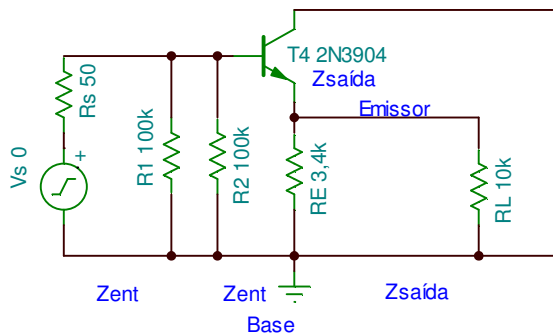 T4 2N3904
Zsaída
Emissor
Rs 50
Vs 0
+
R1 100k
R2 100k
RE 3,4k
RL 10k
Zent
Zent
Zsaída
Base